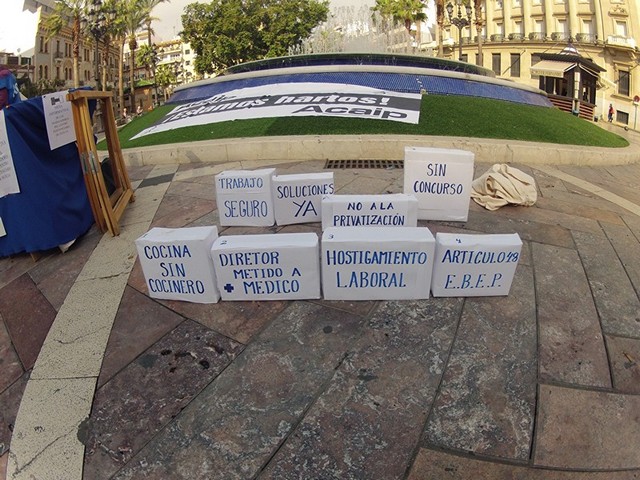 Estamos hartos!
Acaip
TRABAJO
SEGURO
SOLUCIONES
YA
NO A LA
PRIVATIZACIÓN
SIN
CONCURSO
COCINA
SIN
COCINERO
DIRETOR
METIDO A
MEDICO
HOSTIGAMIENTO
LABORAL
ARTICULO 48
E.B.E.P.